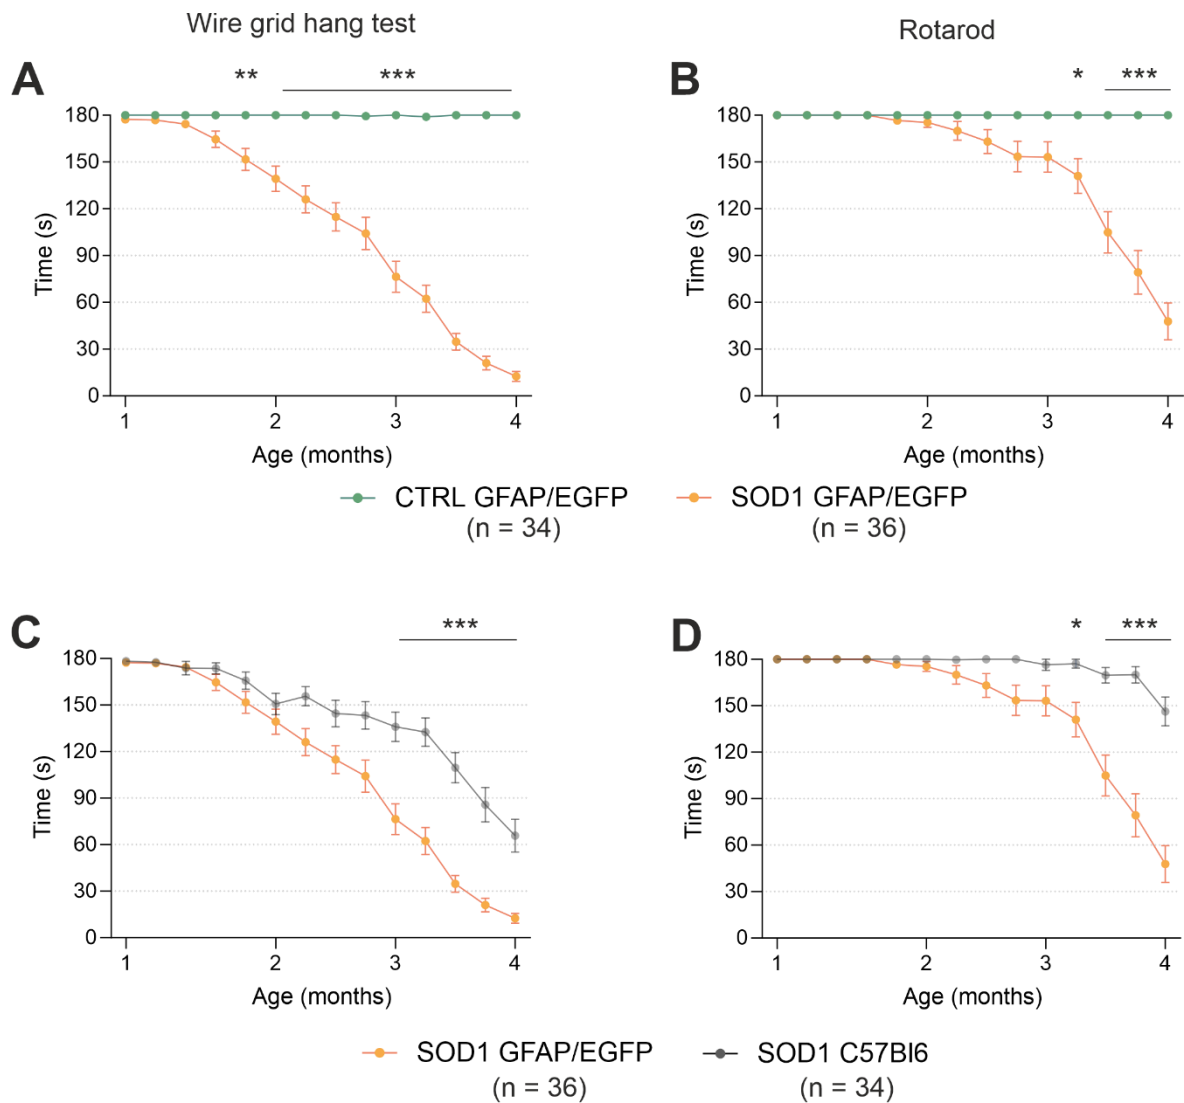 Wire grid hang test
Rotarod
A
**
***
180
150
120
90
60
30
0
Time (s)
1
2
3
4
Age (months)
B
*
***
180
150
120
90
60
30
0
Time (s)
1
2
3
4
Age (months)
CTRL GFAP/EGFP
(n = 34)
SOD1 GFAP/EGFP
(n = 36)
C
***
180
150
120
90
60
30
0
Time (s)
1
2
3
4
Age (months)
D
*
***
180
150
120
90
60
30
0
Time (s)
1
2
3
4
Age (months)
SOD1 GFAP/EGFP
(n = 36)
SOD1 C57Bl6
(n = 34)